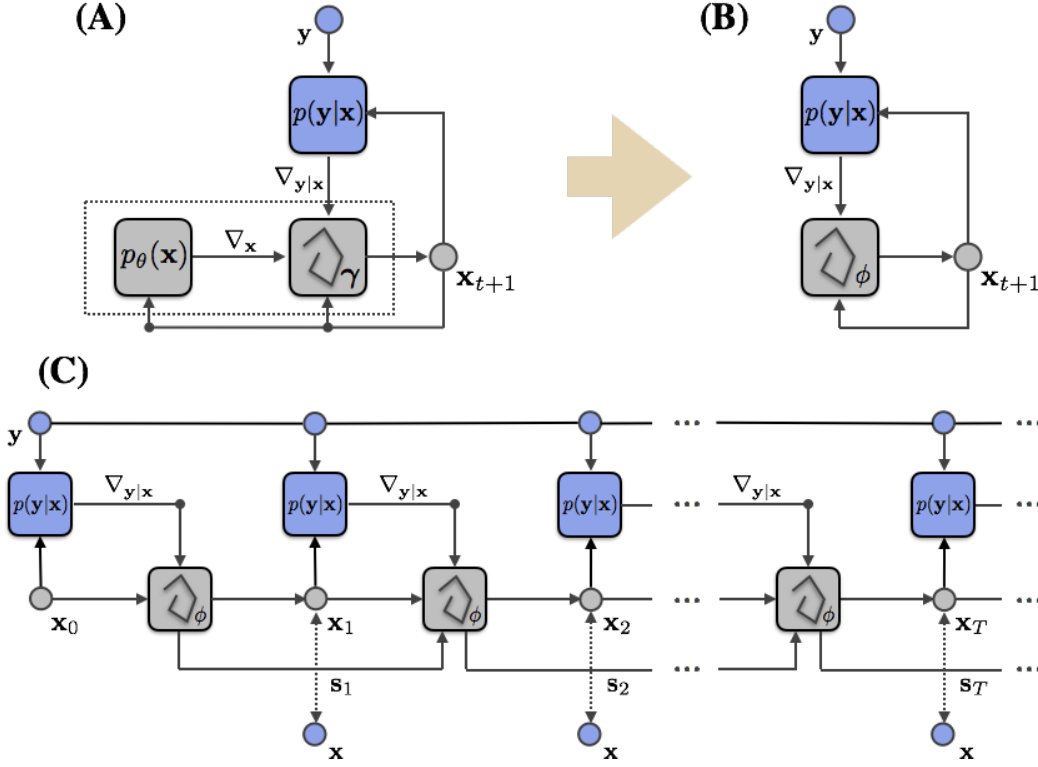 (A) (B)
y y
p(y|x) p(y|x)
∇y|x ∇y|x
pθ(x) ∇x γ xt+1 ϕ xt+1
(C)
y ... ...
p(y|x) ∇y|x p(y|x) ∇y|x p(y|x) ... ∇y|x p(y|x) ...
x0 ϕ x1 ϕ x2 ... ϕ xT ...
s1 s2 ... sT ...
x x x